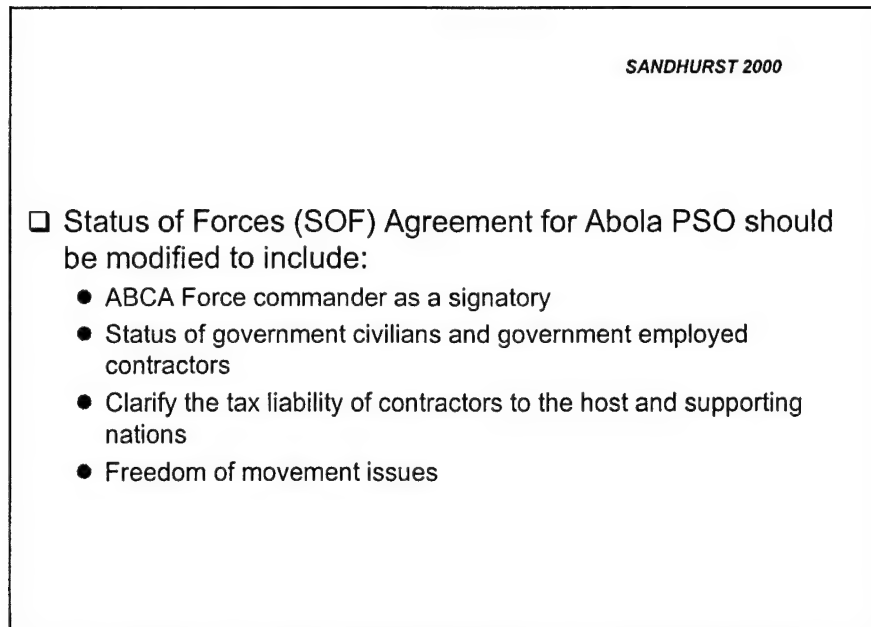 SANDHURST 2000
❑ Status of Forces (SOF) Agreement for Abola PSO should
be modified to include:
● ABCA Force commander as a signatory
● Status of government civilians and government employed
contractors
● Clarify the tax liability of contractors to the host and supporting
nations
● Freedom of movement issues